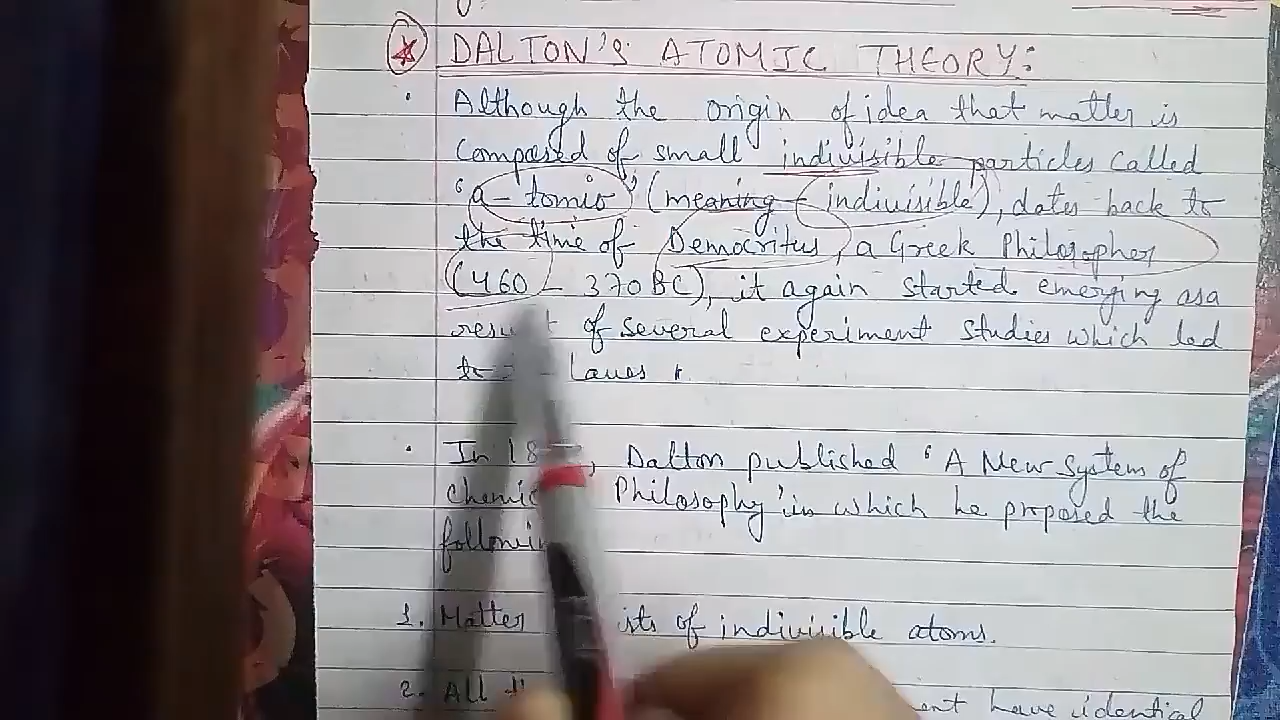 DALTON'S ATOMIC THEORY:
· Although the origin of idea that matter is
composed of small indivisible particles called
'a-tomio' (meaning - indivisible), dates back to
the time of Democritus, a Greek Philosopher
(460 - 370 BC), it again started emerging as a
of several experiment studies which led
to laws
· In Dalton published 'A New System of
Philosophy' in which he proposed the
1. Matter of indivisible atoms.
2. All have idential